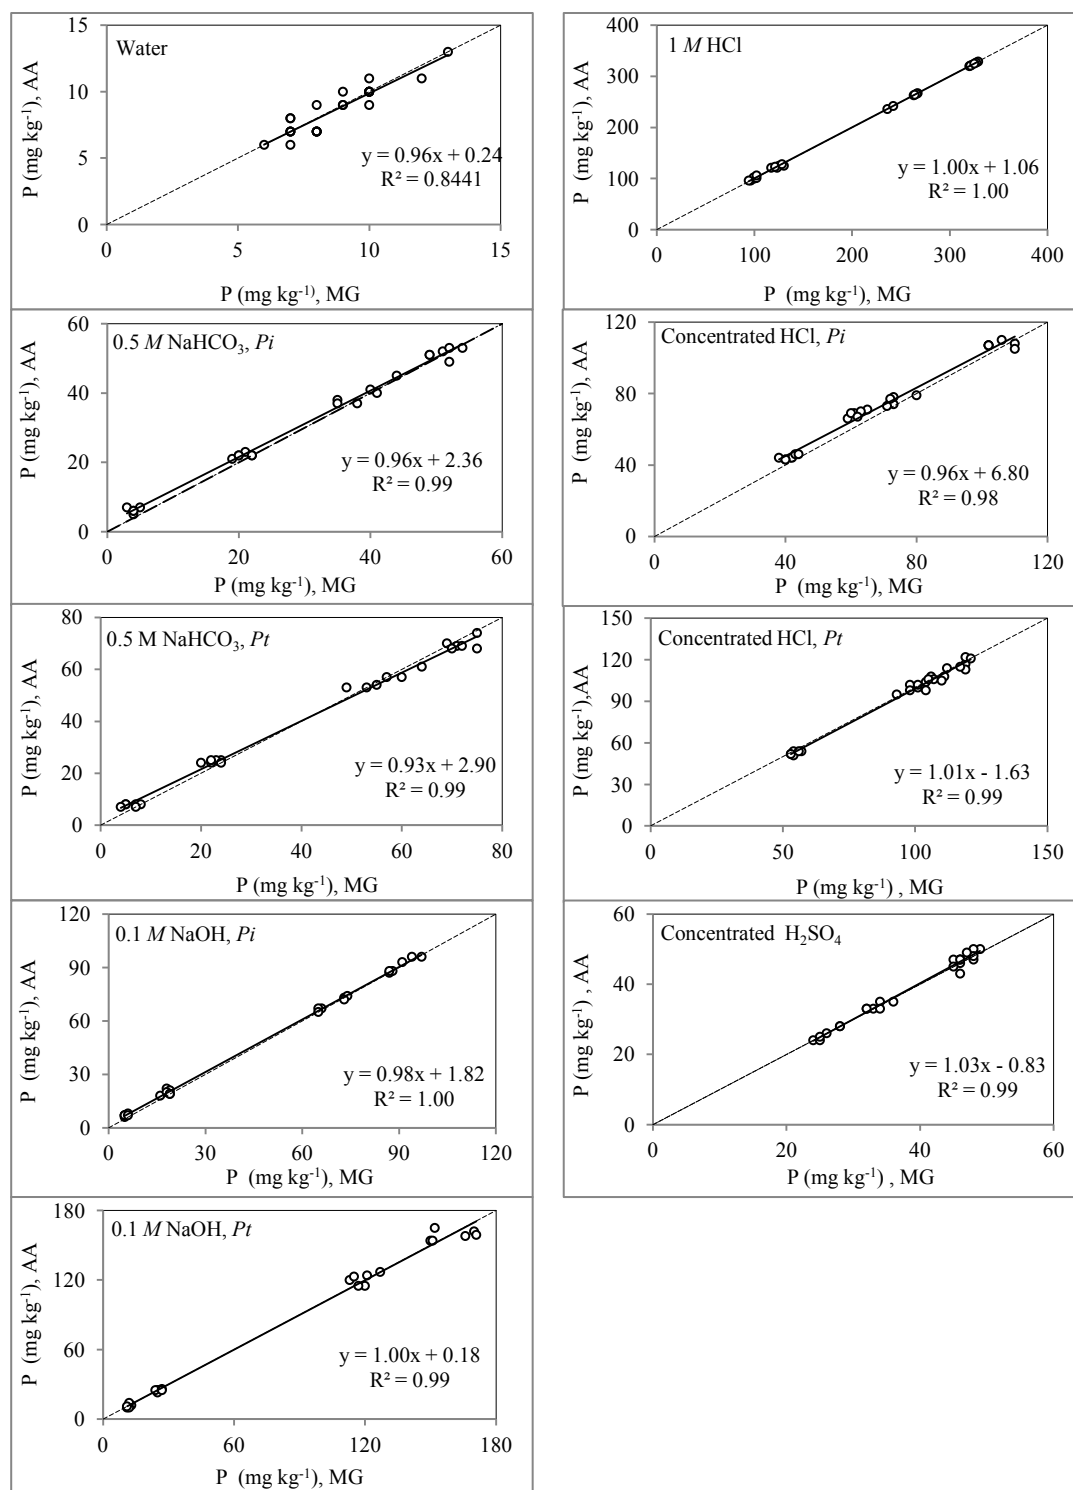 Water
P (mg kg⁻¹), AA
15
10
5
0
y = 0.96x + 0.24
R² = 0.8441
0 5 10 15
P (mg kg⁻¹⁾, MG
1 M HCl
P (mg kg⁻¹), AA
400
300
200
100
0
y = 1.00x + 1.06
R² = 1.00
0 100 200 300 400
P (mg kg⁻¹), MG
0.5 M NaHCO₃, Pi
P (mg kg⁻¹), AA
60
40
20
0
y = 0.96x + 2.36
R² = 0.99
0 20 40 60
P (mg kg⁻¹), MG
Concentrated HCl, Pi
P (mg kg⁻¹), AA
120
80
40
0
y = 0.96x + 6.80
R² = 0.98
0 40 80 120
P (mg kg⁻¹), MG
0.5 M NaHCO₃, Pt
P (mg kg⁻¹), AA
80
60
40
20
0
y = 0.93x + 2.90
R² = 0.99
0 20 40 60 80
P (mg kg⁻¹), MG
Concentrated HCl, Pt
P (mg kg⁻¹),AA
150
120
90
60
30
0
y = 1.01x - 1.63
R² = 0.99
0 50 100 150
P (mg kg⁻¹) , MG
0.1 M NaOH, Pi
P (mg kg⁻¹), AA
120
90
60
30
0
y = 0.98x + 1.82
R² = 1.00
0 30 60 90 120
P (mg kg⁻¹), MG
Concentrated H₂SO₄
P (mg kg⁻¹) , AA
60
40
20
0
y = 1.03x - 0.83
R² = 0.99
0 20 40 60
P (mg kg⁻¹) , MG
0.1 M NaOH, Pt
P (mg kg⁻¹), AA
180
120
60
0
y = 1.00x + 0.18
R² = 0.99
0 60 120 180
P (mg kg⁻¹), MG